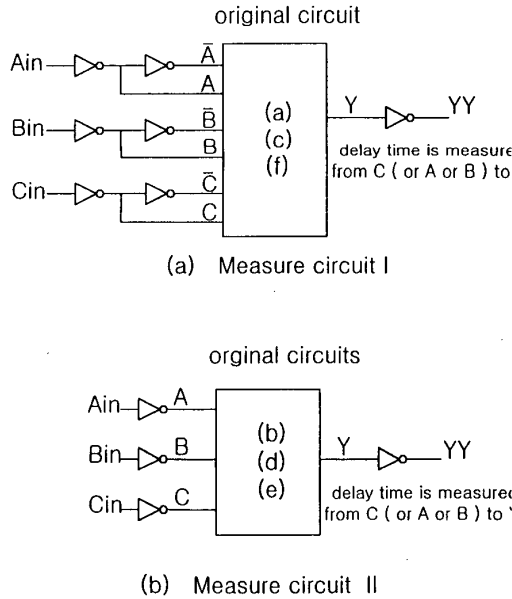 original circuit
Ain
Ā
A
Bin
B̄
B
Cin
C̄
C
(a)
(c)
(f)
Y
YY
delay time is measure
from C ( or A or B ) to
(a) Measure circuit I
orginal circuits
Ain
A
Bin
B
Cin
C
(b)
(d)
(e)
Y
YY
delay time is measured
from C ( or A or B ) to
(b) Measure circuit II